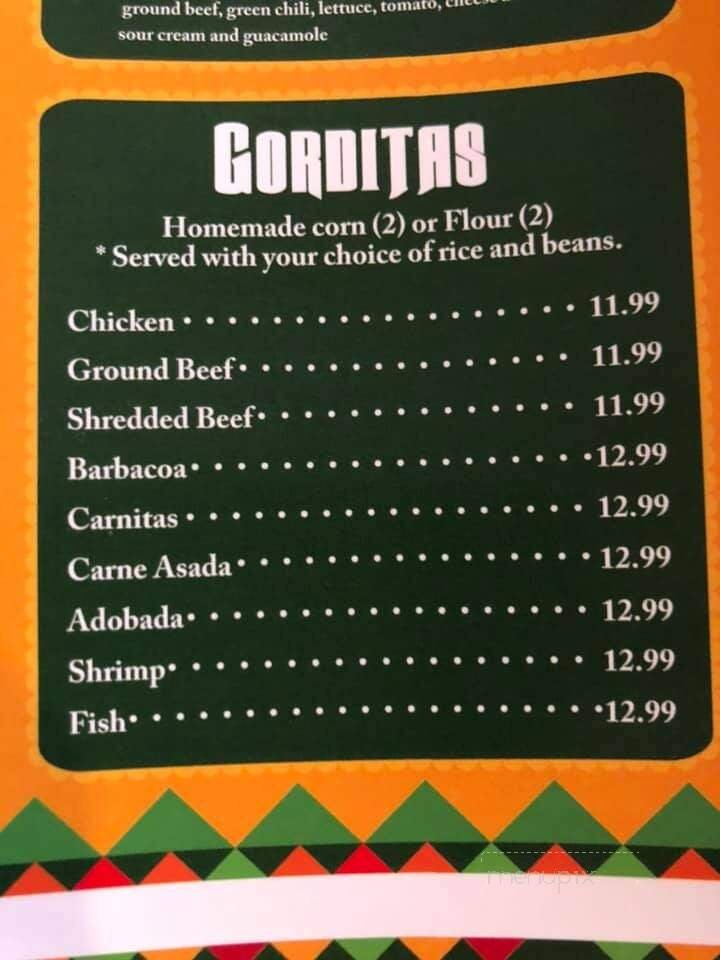 ground beef, green chili, lettuce, tomato, cheese
sour cream and guacamole
GORDITAS
Homemade corn (2) or Flour (2)
* Served with your choice of rice and beans.
Chicken 11.99
Ground Beef 11.99
Shredded Beef 11.99
Barbacoa 12.99
Carnitas 12.99
Carne Asada 12.99
Adobada 12.99
Shrimp 12.99
Fish 12.99
menupix